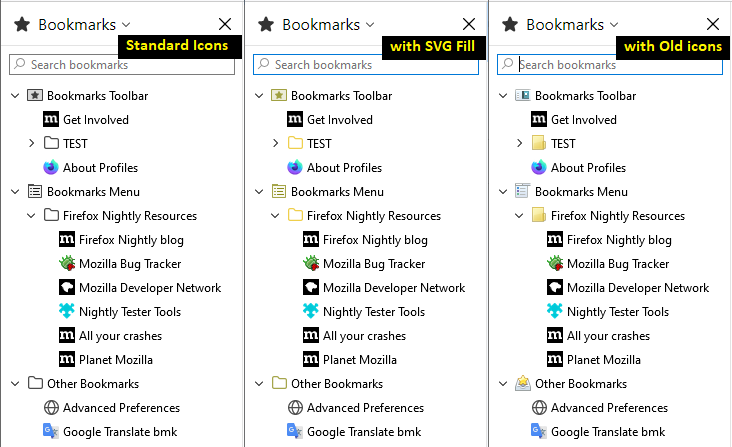 Bookmarks
Standard Icons
Search bookmarks
Bookmarks Toolbar
Get Involved
TEST
About Profiles
Bookmarks Menu
Firefox Nightly Resources
Firefox Nightly blog
Mozilla Bug Tracker
Mozilla Developer Network
Nightly Tester Tools
All your crashes
Planet Mozilla
Other Bookmarks
Advanced Preferences
Google Translate bmk
Bookmarks
with SVG Fill
Search bookmarks
Bookmarks Toolbar
Get Involved
TEST
About Profiles
Bookmarks Menu
Firefox Nightly Resources
Firefox Nightly blog
Mozilla Bug Tracker
Mozilla Developer Network
Nightly Tester Tools
All your crashes
Planet Mozilla
Other Bookmarks
Advanced Preferences
Google Translate bmk
Bookmarks
with Old icons
Search bookmarks
Bookmarks Toolbar
Get Involved
TEST
About Profiles
Bookmarks Menu
Firefox Nightly Resources
Firefox Nightly blog
Mozilla Bug Tracker
Mozilla Developer Network
Nightly Tester Tools
All your crashes
Planet Mozilla
Other Bookmarks
Advanced Preferences
Google Translate bmk